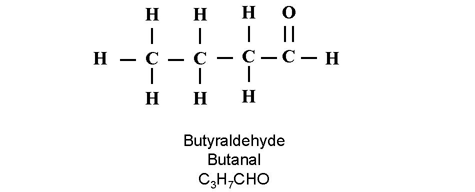 H H H O
H — C — C — C — C — H
H H H
Butyraldehyde
Butanal
C₃H₇CHO